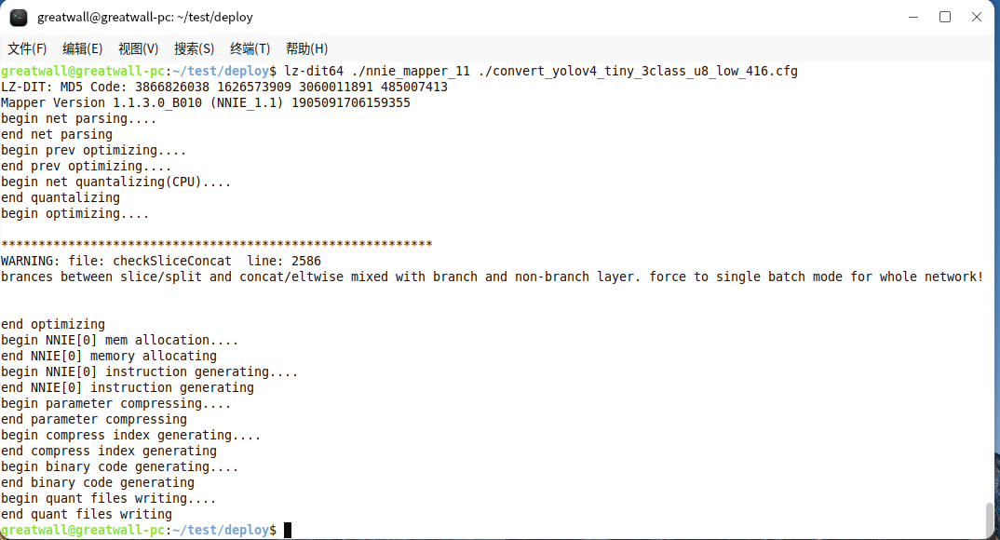 greatwall@greatwall-pc: ~/test/deploy
文件(F) 编辑(E) 视图(V) 搜索(S) 终端(T) 帮助(H)
greatwall@greatwall-pc:~/test/deploy$ lz-dit64 ./nnie_mapper_11 ./convert_yolov4_tiny_3class_u8_low_416.cfg
LZ-DIT: MD5 Code: 3866826038 1626573909 3060011891 485007413
Mapper Version 1.1.3.0_B010 (NNIE_1.1) 1905091706159355
begin net parsing....
end net parsing
begin prev optimizing....
end prev optimizing....
begin net quantalizing(CPU)....
end quantalizing
begin optimizing....
**********************************************************
WARNING: file: checkSliceConcat  line: 2586
brances between slice/split and concat/eltwise mixed with branch and non-branch layer. force to single batch mode for whole network!
end optimizing
begin NNIE[0] mem allocation....
end NNIE[0] memory allocating
begin NNIE[0] instruction generating....
end NNIE[0] instruction generating
begin parameter compressing....
end parameter compressing
begin compress index generating....
end compress index generating
begin binary code generating....
end binary code generating
begin quant files writing....
end quant files writing
greatwall@greatwall-pc:~/test/deploy$